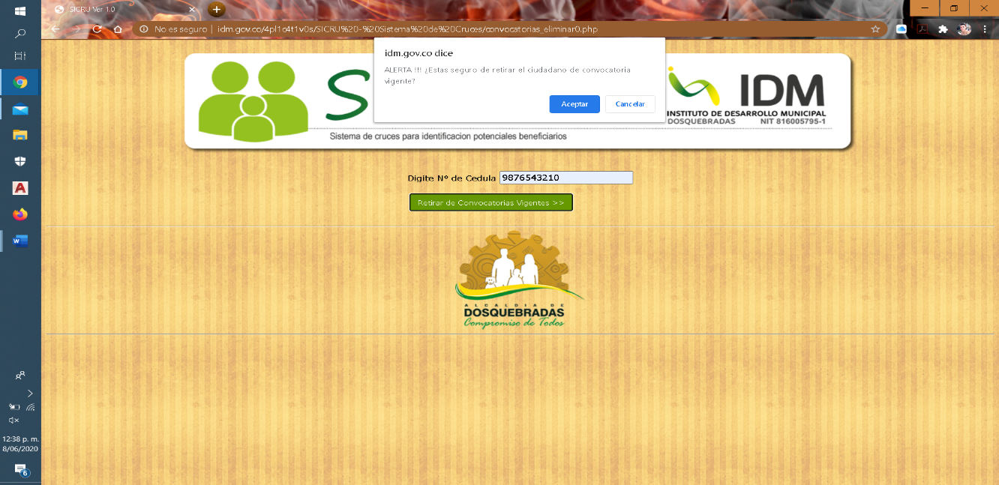 SICRU Ver 1.0
No es seguro | idm.gov.co/4pl1c4t1v0s/SICRU%20-%20Sistema%20de%20Cruces/convocatorias_eliminar0.php
idm.gov.co dice
ALERTA !!! ¿Estas seguro de retirar el ciudadano de convocatoria
vigente?
Aceptar Cancelar
S
IDM
INSTITUTO DE DESARROLLO MUNICIPAL
DOSQUEBRADAS NIT 816005795-1
Sistema de cruces para identificacion potenciales beneficiarios
Digite Nº de Cedula 9876543210
Retirar de Convocatorias Vigentes >>
ALCALDIA DE
DOSQUEBRADAS
Compromiso de Todos
12:38 p. m.
8/06/2020
6